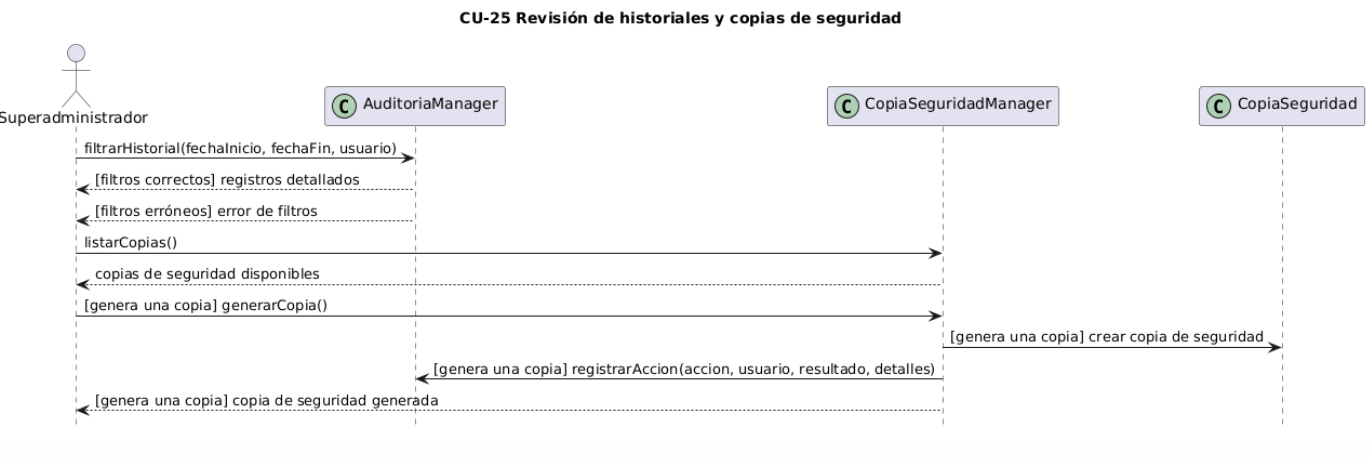 CU-25 Revisión de historiales y copias de seguridad
Superadministrador
C AuditoriaManager
C CopiaSeguridadManager
C CopiaSeguridad
filtrarHistorial(fechaInicio, fechaFin, usuario)
[filtros correctos] registros detallados
[filtros erróneos] error de filtros
listarCopias()
copias de seguridad disponibles
[genera una copia] generarCopia()
[genera una copia] crear copia de seguridad
[genera una copia] registrarAccion(accion, usuario, resultado, detalles)
[genera una copia] copia de seguridad generada